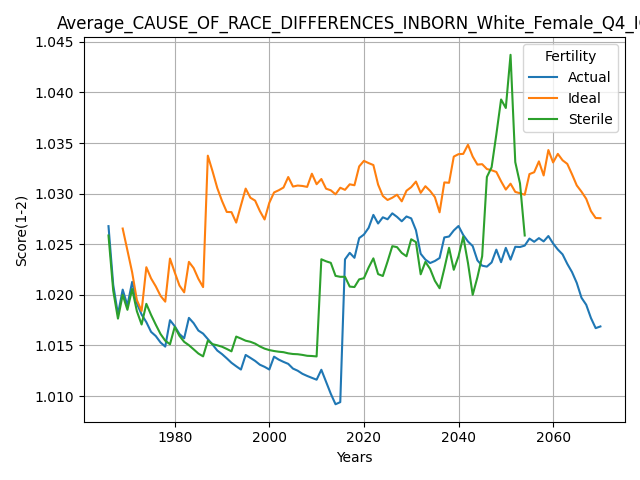 Average_CAUSE_OF_RACE_DIFFERENCES_INBORN_White_Female_Q4_I
Fertility
Actual
Ideal
Sterile
Score(1-2)
1.045
1.040
1.035
1.030
1.025
1.020
1.015
1.010
1980
2000
2020
2040
2060
Years